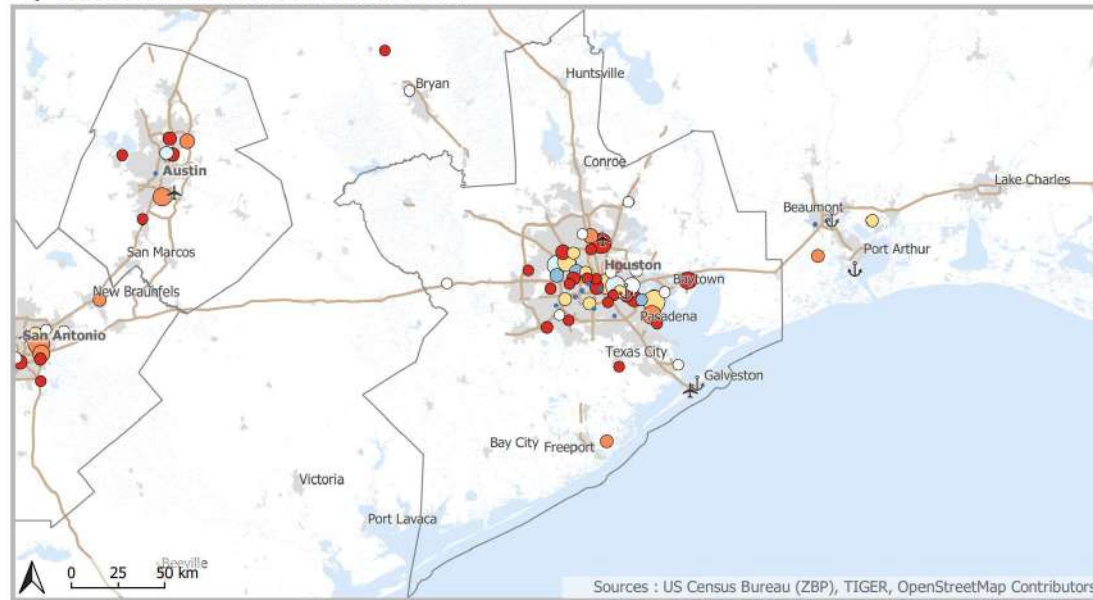 Huntsville
Bryan
Conroe
Austin
Lake Charles
Beaumont
Port Arthur
San Marcos
Houston
Baytown
New Braunfels
Pasadena
San Antonio
Texas City
Galveston
Bay City
Freeport
Victoria
Port Lavaca
Beeville
0 25 50 km
Sources : US Census Bureau (ZBP), TIGER, OpenStreetMap Contributors